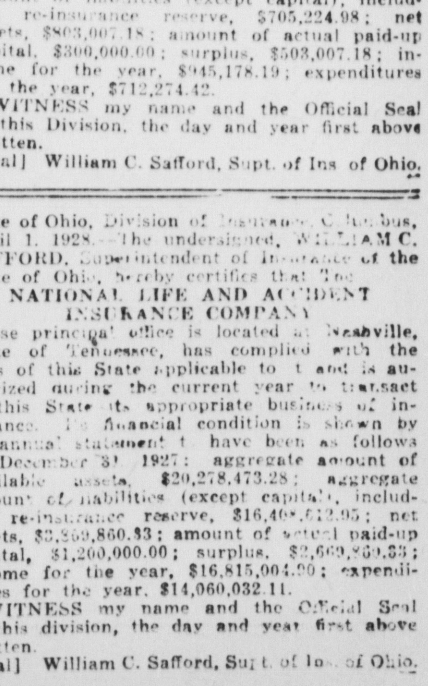 re-insurance reserve, $705,224.98; net
ets, $803,007.18; amount of actual paid-up
ital, $300,000.00; surplus, $503,007.18; in-
me for the year, $945,178.19; expenditures
the year, $712,274.42.
WITNESS my name and the Official Seal
this Division, the day and year first above
tten.
al] William C. Safford, Supt. of Ins of Ohio.
e of Ohio, Division of Columbus,
il 1, 1928.—The undersigned, WILLIAM C.
FORD, Superintendent of Insurance of the
e of Ohio, hereby certifies that The
NATIONAL LIFE AND ACCIDENT
INSURANCE COMPANY
se principal office is located at Nashville,
e of Tennessee, has complied with the
s of this State applicable to t and is au-
ized during the current year to transact
this State its appropriate business of in-
ance. financial condition is shown by
annual statement t have been as follows
December 31 1927: aggregate amount of
ilable assets, $20,278,473.28; aggregate
ount of liabilities (except capital), includ-
re-insurance reserve, net
ets, amount of actual paid-up
tal, $1,200,000.00; surplus,
ome for the year, $16,815,004.90; expendi-
es for the year, $14,060,032.11.
WITNESS my name and the Official Seal
his division, the day and year first above
tten.
al] William C. Safford, Supt. of Ins. of Ohio.